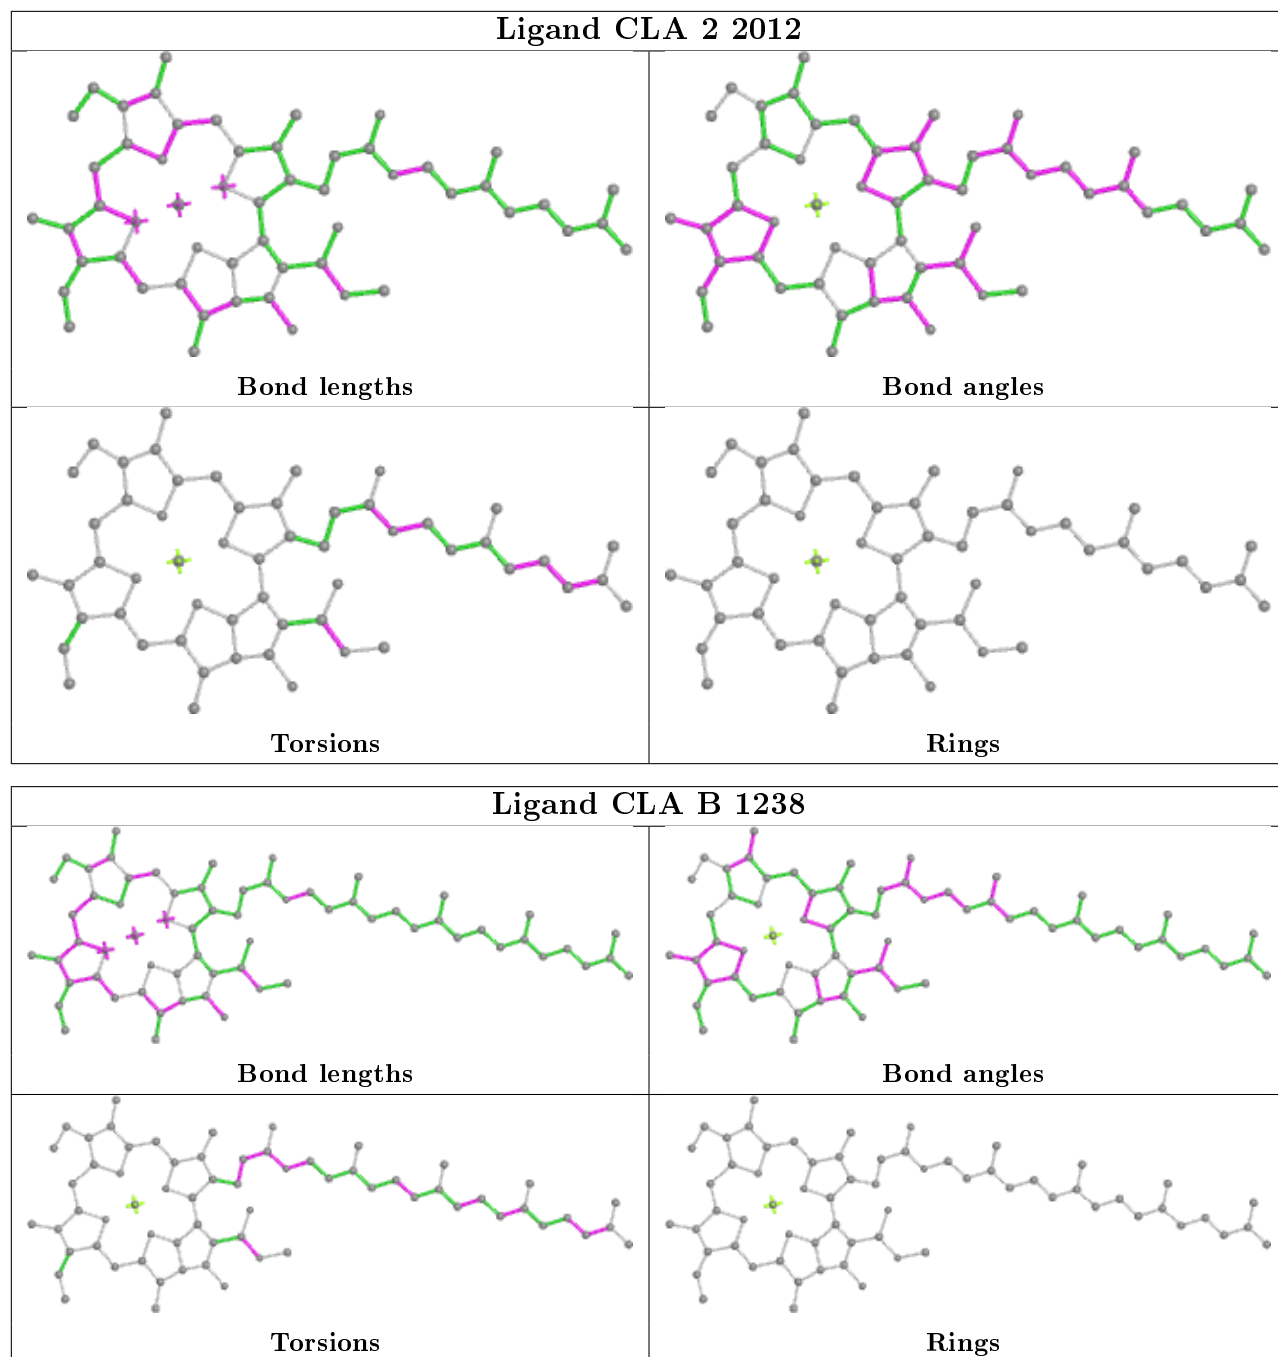 Ligand CLA 2 2012
Bond lengths
Bond angles
Torsions
Rings
Ligand CLA B 1238
Bond lengths
Bond angles
Torsions
Rings